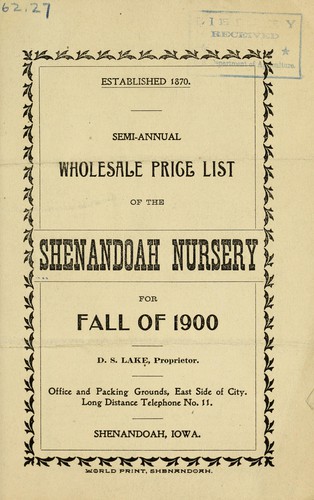 62.27
RECEIVED
ESTABLISHED 1870.
SEMI-ANNUAL
WHOLESALE PRICE LIST
OF THE
SHENANDOAH NURSERY
FOR
FALL OF 1900
D. S. LAKE, Proprietor.
Office and Packing Grounds, East Side of City.
Long Distance Telephone No. 11.
SHENANDOAH, IOWA.
WORLD PRINT, SHENANDOAH.